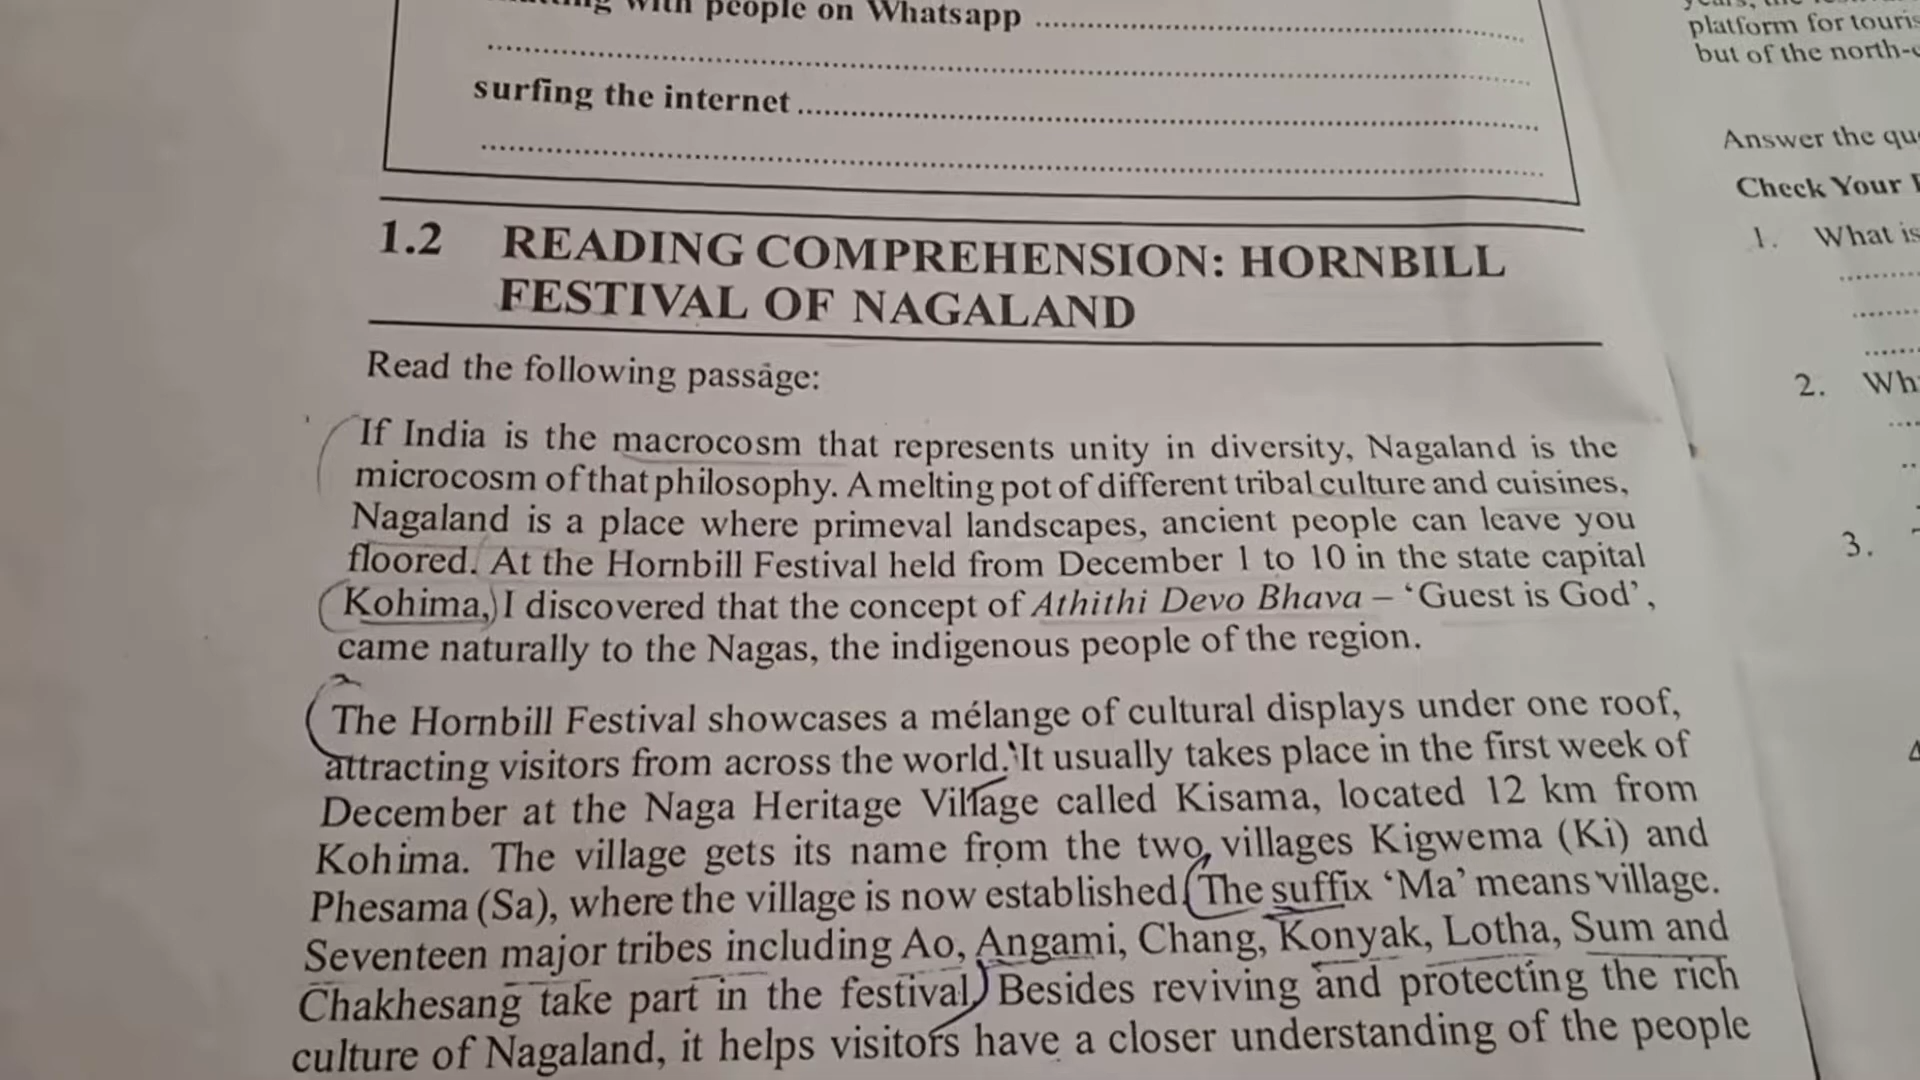 with people on Whatsapp ..........
..........
surfing the internet ..........
..........
1.2 READING COMPREHENSION: HORNBILL
FESTIVAL OF NAGALAND
Read the following passage:
If India is the macrocosm that represents unity in diversity, Nagaland is the
microcosm of that philosophy. A melting pot of different tribal culture and cuisines,
Nagaland is a place where primeval landscapes, ancient people can leave you
floored. At the Hornbill Festival held from December 1 to 10 in the state capital
Kohima, I discovered that the concept of Athithi Devo Bhava – ‘Guest is God’,
came naturally to the Nagas, the indigenous people of the region.
The Hornbill Festival showcases a mélange of cultural displays under one roof,
attracting visitors from across the world. It usually takes place in the first week of
December at the Naga Heritage Village called Kisama, located 12 km from
Kohima. The village gets its name from the two villages Kigwema (Ki) and
Phesama (Sa), where the village is now established. The suffix ‘Ma’ means village.
Seventeen major tribes including Ao, Angami, Chang, Konyak, Lotha, Sum and
Chakhesang take part in the festival. Besides reviving and protecting the rich
culture of Nagaland, it helps visitors have a closer understanding of the people
platform for touris
but of the north-
Answer the qu
Check Your
1. What is
2. Wh
3.